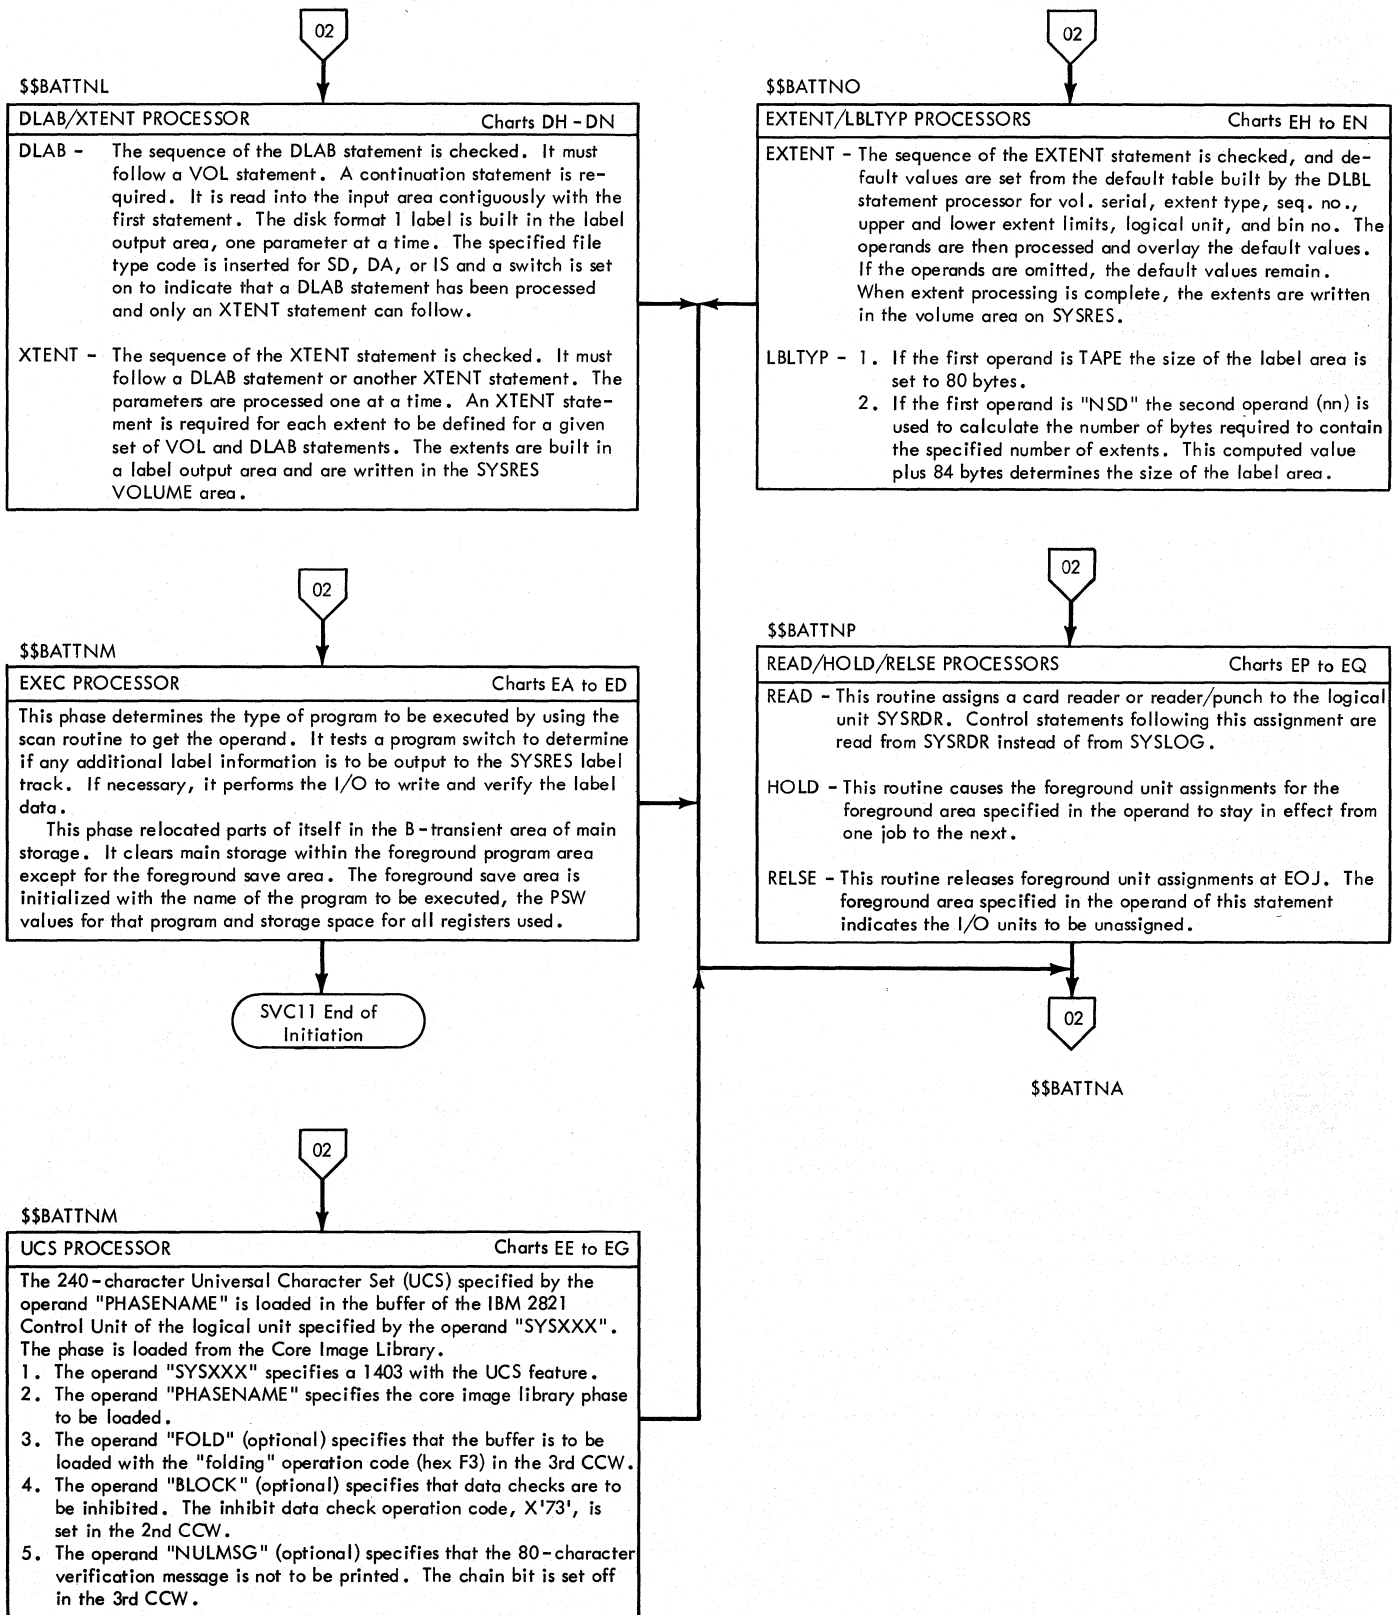 02
$$BATTNL
DLAB/XTENT PROCESSOR Charts DH - DN
DLAB - The sequence of the DLAB statement is checked. It must
follow a VOL statement. A continuation statement is re-
quired. It is read into the input area contiguously with the
first statement. The disk format 1 label is built in the label
output area, one parameter at a time. The specified file
type code is inserted for SD, DA, or IS and a switch is set
on to indicate that a DLAB statement has been processed
and only an XTENT statement can follow.
XTENT - The sequence of the XTENT statement is checked. It must
follow a DLAB statement or another XTENT statement. The
parameters are processed one at a time. An XTENT state-
ment is required for each extent to be defined for a given
set of VOL and DLAB statements. The extents are built in
a label output area and are written in the SYSRES
VOLUME area.
02
$$BATTNO
EXTENT/LBLTYP PROCESSORS Charts EH to EN
EXTENT - The sequence of the EXTENT statement is checked, and de-
fault values are set from the default table built by the DLBL
statement processor for vol. serial, extent type, seq. no.,
upper and lower extent limits, logical unit, and bin no. The
operands are then processed and overlay the default values.
If the operands are omitted, the default values remain.
When extent processing is complete, the extents are written
in the volume area on SYSRES.
LBLTYP - 1. If the first operand is TAPE the size of the label area is
set to 80 bytes.
2. If the first operand is "NSD" the second operand (nn) is
used to calculate the number of bytes required to contain
the specified number of extents. This computed value
plus 84 bytes determines the size of the label area.
02
$$BATTNM
EXEC PROCESSOR Charts EA to ED
This phase determines the type of program to be executed by using the
scan routine to get the operand. It tests a program switch to determine
if any additional label information is to be output to the SYSRES label
track. If necessary, it performs the I/O to write and verify the label
data.
This phase relocated parts of itself in the B-transient area of main
storage. It clears main storage within the foreground program area
except for the foreground save area. The foreground save area is
initialized with the name of the program to be executed, the PSW
values for that program and storage space for all registers used.
SVC11 End of
Initiation
02
$$BATTNP
READ/HOLD/RELSE PROCESSORS Charts EP to EQ
READ - This routine assigns a card reader or reader/punch to the logical
unit SYSRDR. Control statements following this assignment are
read from SYSRDR instead of from SYSLOG.
HOLD - This routine causes the foreground unit assignments for the
foreground area specified in the operand to stay in effect from
one job to the next.
RELSE - This routine releases foreground unit assignments at EOJ. The
foreground area specified in the operand of this statement
indicates the I/O units to be unassigned.
02
$$BATTNA
02
$$BATTNM
UCS PROCESSOR Charts EE to EG
The 240-character Universal Character Set (UCS) specified by the
operand "PHASENAME" is loaded in the buffer of the IBM 2821
Control Unit of the logical unit specified by the operand "SYSXXX".
The phase is loaded from the Core Image Library.
1. The operand "SYSXXX" specifies a 1403 with the UCS feature.
2. The operand "PHASENAME" specifies the core image library phase
to be loaded.
3. The operand "FOLD" (optional) specifies that the buffer is to be
loaded with the "folding" operation code (hex F3) in the 3rd CCW.
4. The operand "BLOCK" (optional) specifies that data checks are to
be inhibited. The inhibit data check operation code, X'73', is
set in the 2nd CCW.
5. The operand "NULMSG" (optional) specifies that the 80-character
verification message is not to be printed. The chain bit is set off
in the 3rd CCW.